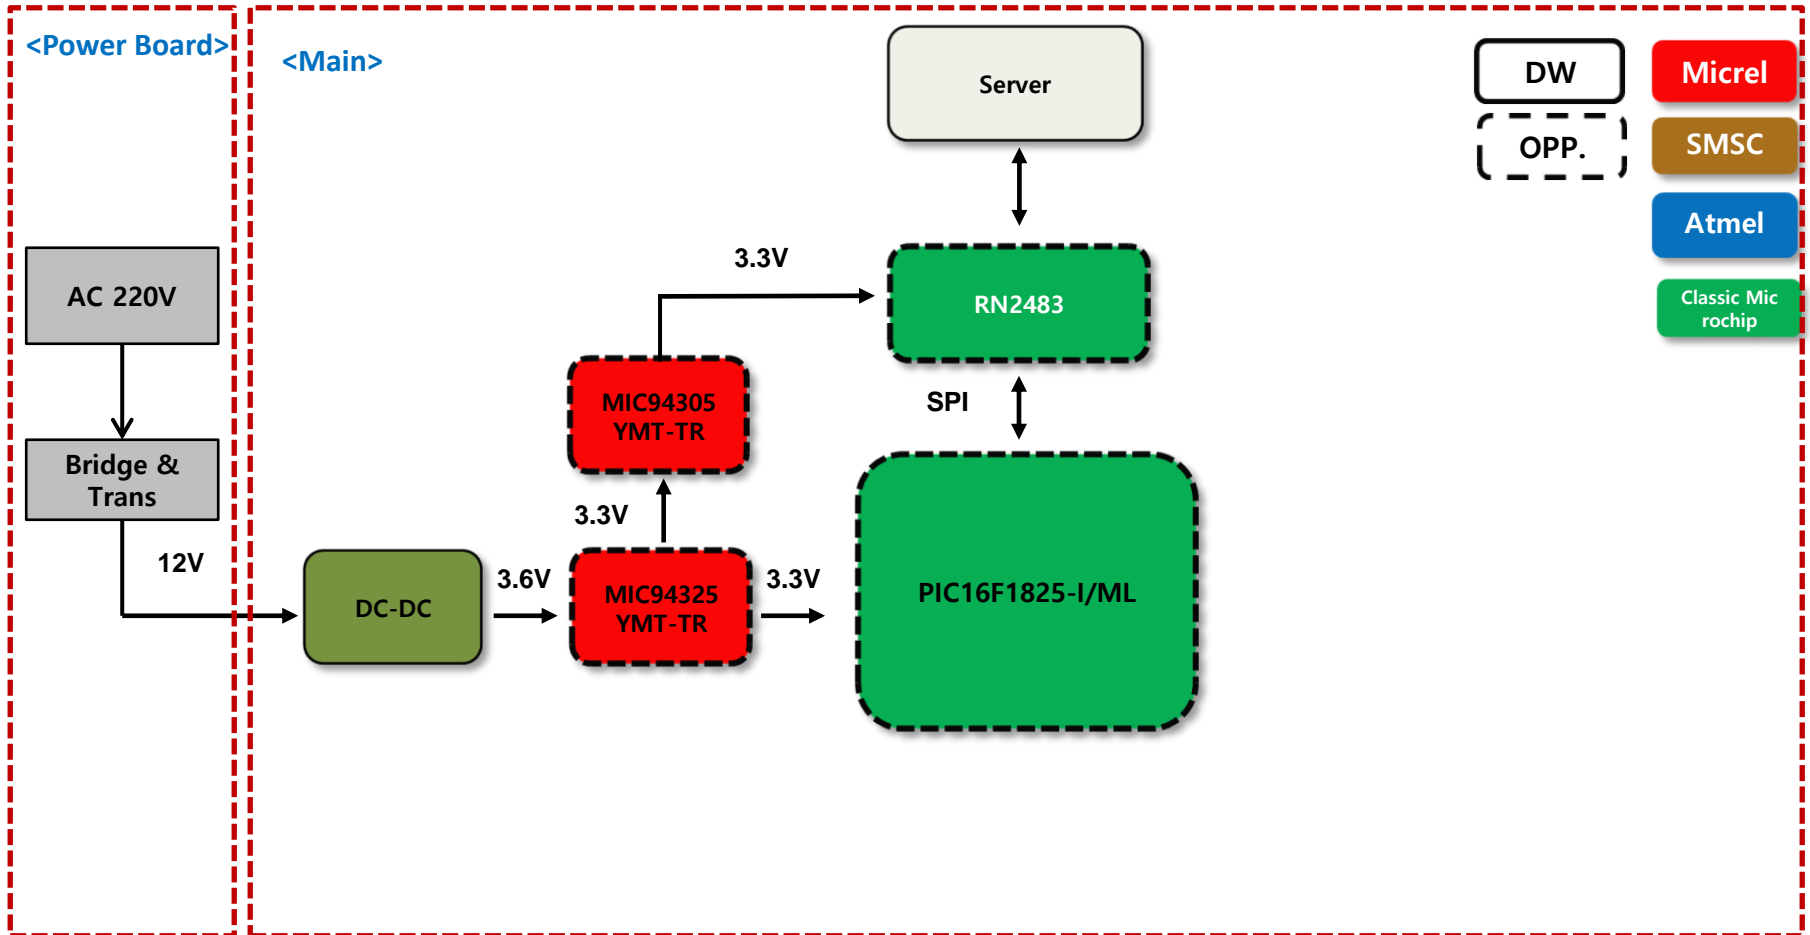 <Power Board>
<Main>
Server
DW
Micrel
OPP.
SMSC
Atmel
Classic Mic
rochip
AC 220V
3.3V
RN2483
MIC94305
YMT-TR
SPI
Bridge &
Trans
3.3V
12V
DC-DC
3.6V
MIC94325
YMT-TR
3.3V
PIC16F1825-I/ML